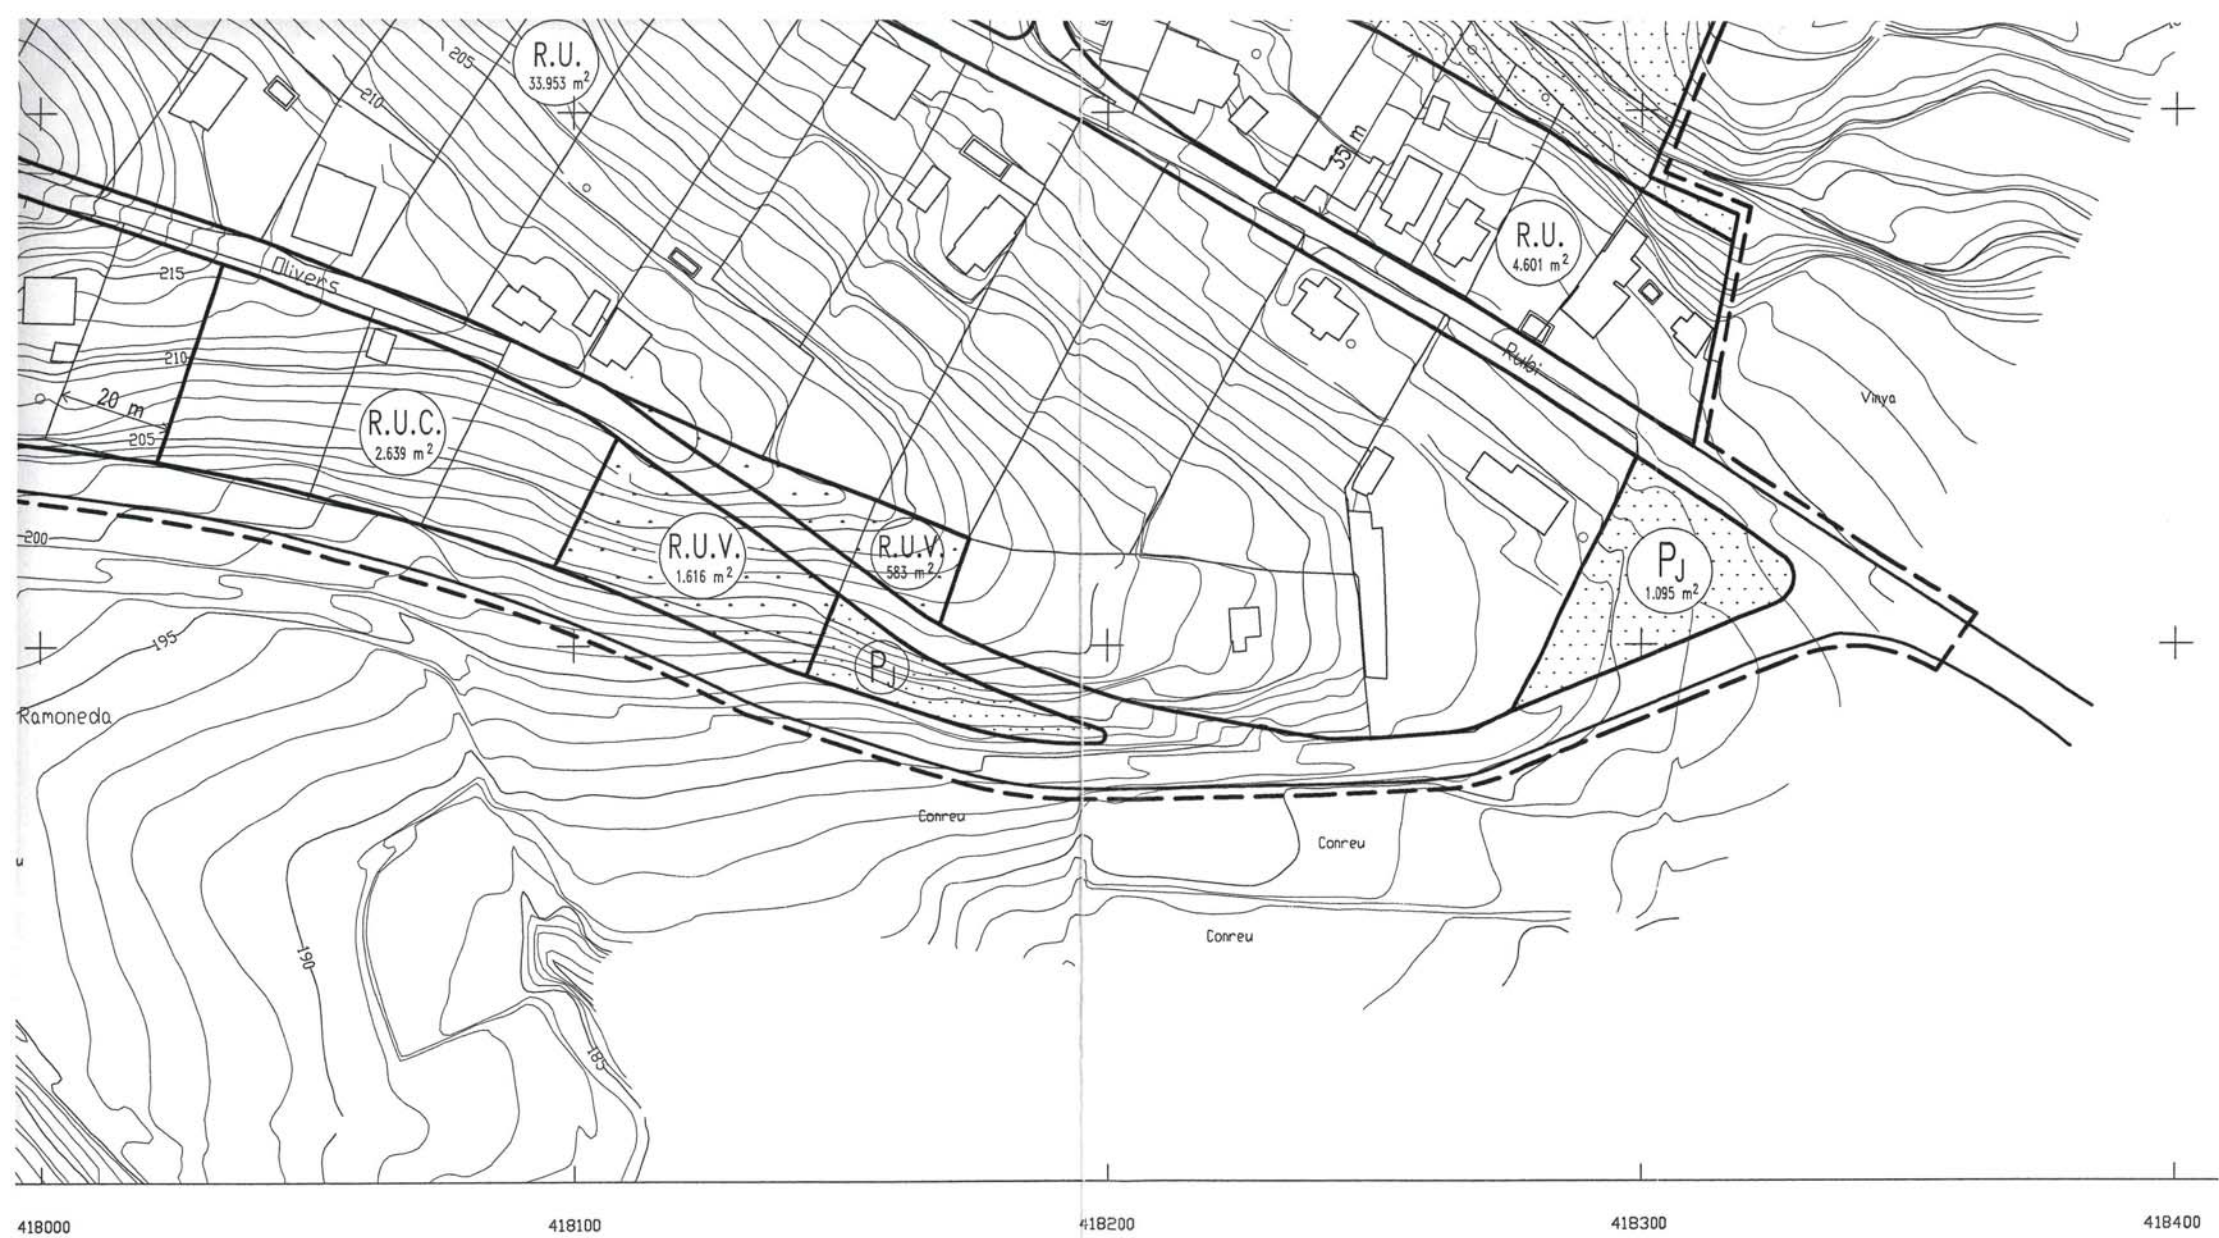 R.U.
33.953 m²
205
210
35 m
R.U.
4.601 m²
Olivers
215
210
20 m
205
R.U.C.
2.639 m²
Rubi
Vinya
200
R.U.V.
1.616 m²
R.U.V.
583 m²
PJ
1.095 m²
195
PJ
Ramoneda
Conreu
Conreu
u
Conreu
190
185
418000
418100
418200
418300
418400